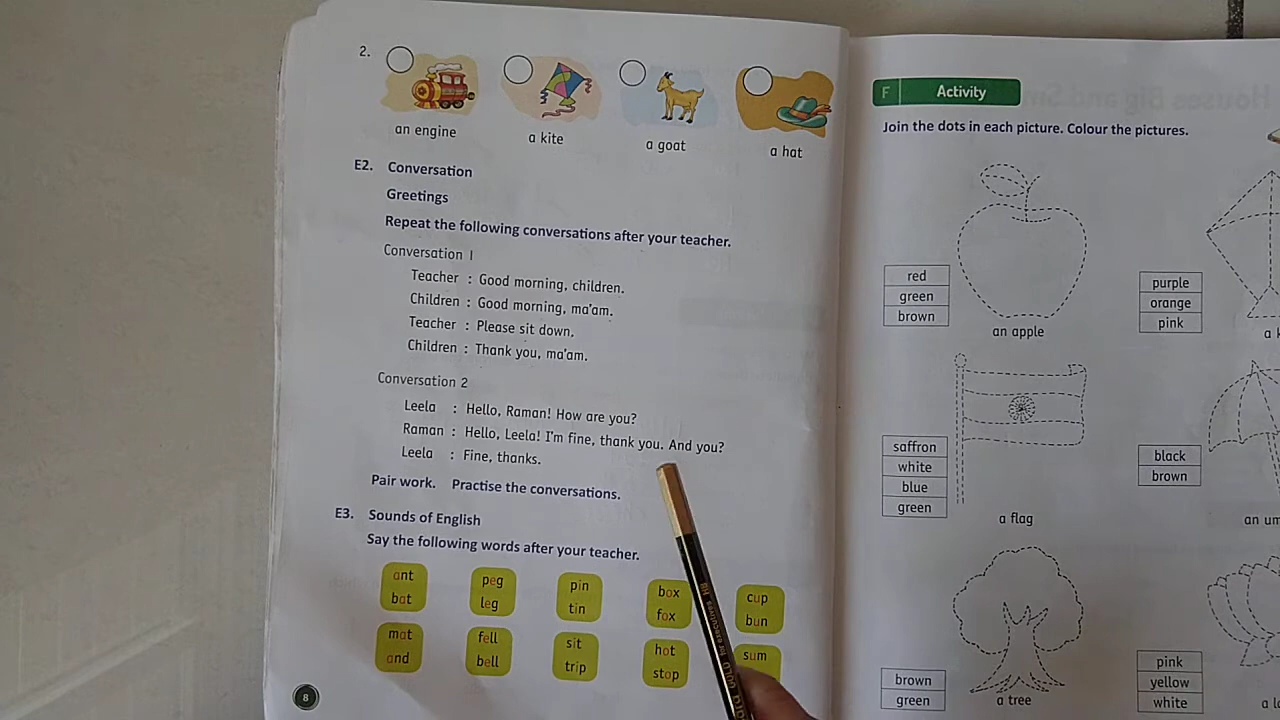 2.
an engine
a kite
a goat
a hat
E2. Conversation
Greetings
Repeat the following conversations after your teacher.
Conversation 1
Teacher : Good morning, children.
Children : Good morning, ma'am.
Teacher : Please sit down.
Children : Thank you, ma'am.
Conversation 2
Leela : Hello, Raman! How are you?
Raman : Hello, Leela! I'm fine, thank you. And you?
Leela : Fine, thanks.
Pair work. Practise the conversations.
E3. Sounds of English
Say the following words after your teacher.
ant
bat
peg
leg
pin
tin
box
fox
cup
bun
mat
and
fell
bell
sit
trip
hot
stop
sum
8
F Activity
Join the dots in each picture. Colour the pictures.
red
green
brown
an apple
purple
orange
pink
a
saffron
white
blue
green
a flag
black
brown
an
brown
green
a tree
pink
yellow
white
a
for executives HB
GOLD